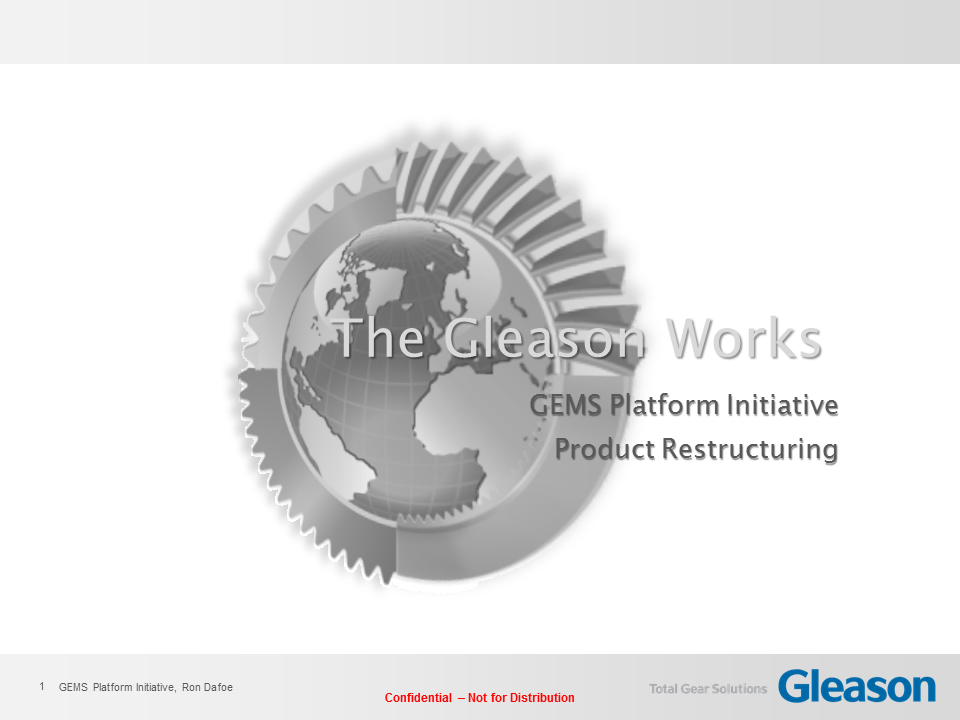 The Gleason Works
GEMS Platform Initiative
Product Restructuring
1 GEMS Platform Initiative, Ron Dafoe
Confidential – Not for Distribution
Total Gear Solutions Gleason